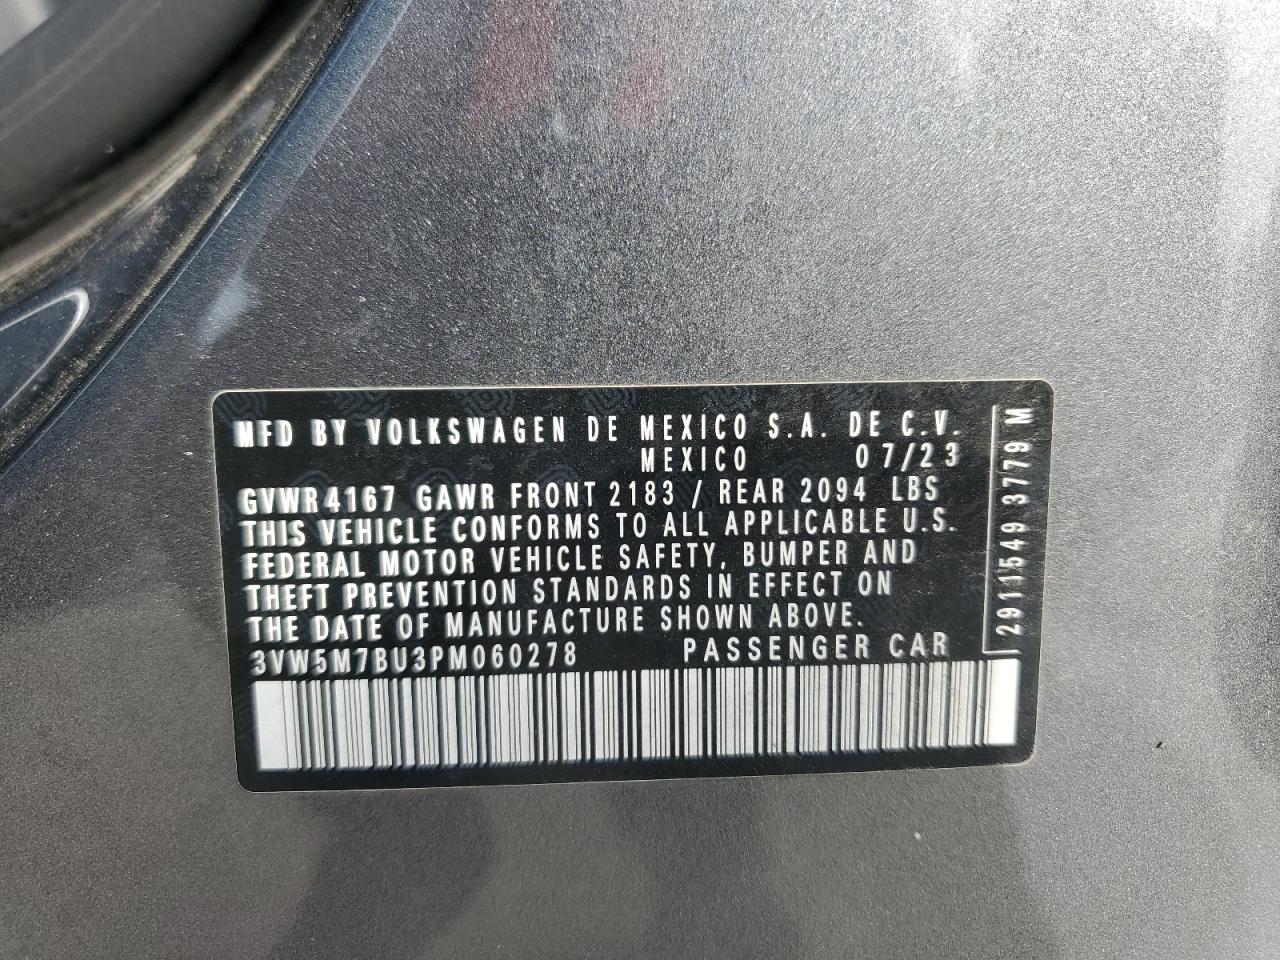 MFD BY VOLKSWAGEN DE MEXICO S.A. DE C.V.
MEXICO 07/23
GVWR 4167 GAWR FRONT 2183 / REAR 2094 LBS
THIS VEHICLE CONFORMS TO ALL APPLICABLE U.S.
FEDERAL MOTOR VEHICLE SAFETY, BUMPER AND
THEFT PREVENTION STANDARDS IN EFFECT ON
THE DATE OF MANUFACTURE SHOWN ABOVE.
3VW5M7BU3PM060278 PASSENGER CAR
2911549 3779 M